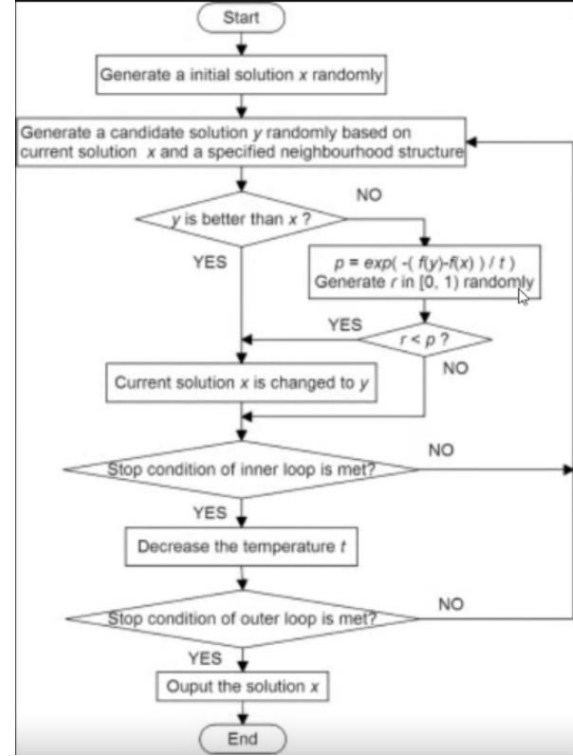 Start
Generate a initial solution x randomly
Generate a candidate solution y randomly based on
current solution x and a specified neighbourhood structure
NO
y is better than x ?
YES
p = exp( -( f(y)-f(x) ) / t )
Generate r in [0, 1) randomly
YES
r < p ?
NO
Current solution x is changed to y
NO
Stop condition of inner loop is met?
YES
Decrease the temperature t
NO
Stop condition of outer loop is met?
YES
Ouput the solution x
End